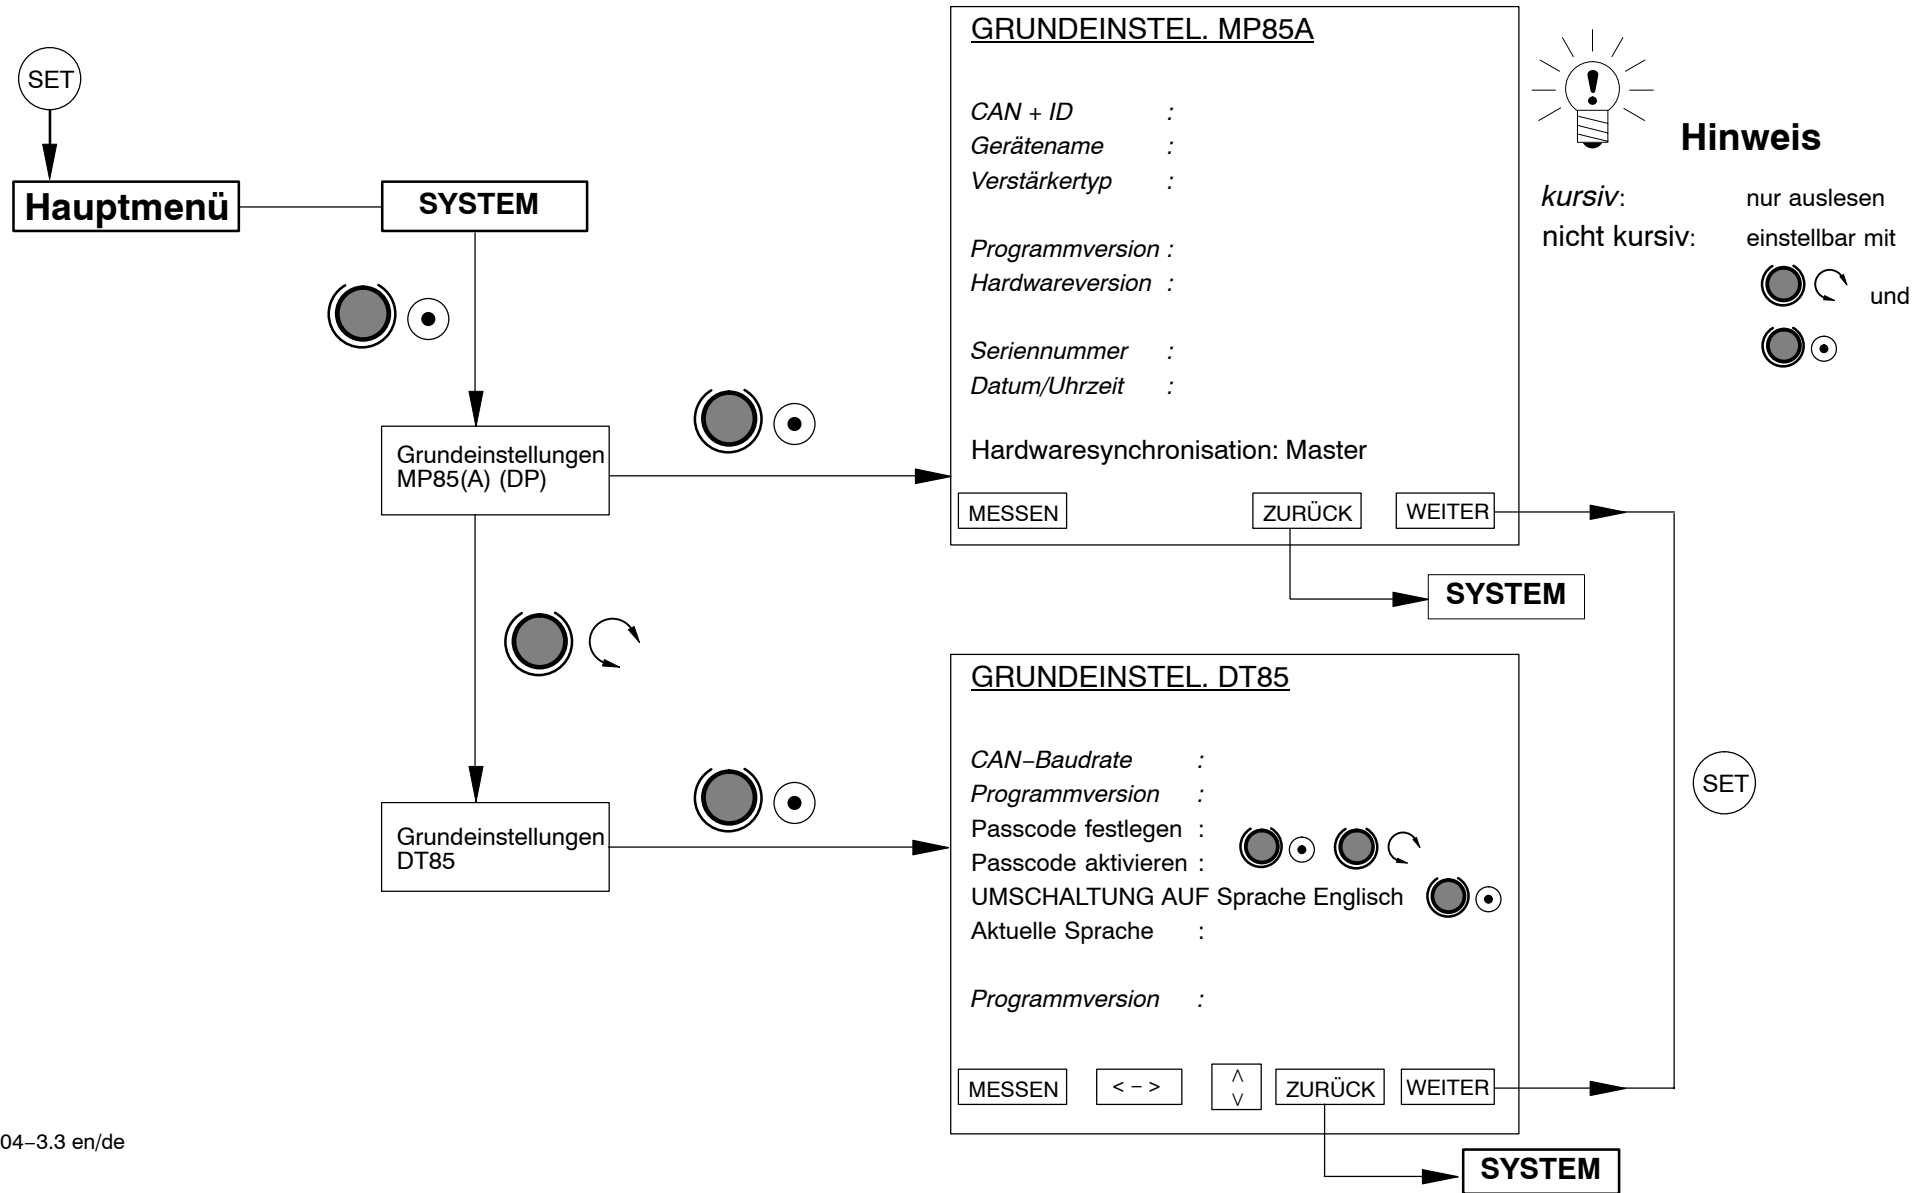 SET
Hauptmenü
SYSTEM
Grundeinstellungen
MP85(A) (DP)
Grundeinstellungen
DT85
GRUNDEINSTEL. MP85A
CAN + ID :
Gerätename :
Verstärkertyp :
Programmversion :
Hardwareversion :
Seriennummer :
Datum/Uhrzeit :
Hardwaresynchronisation: Master
MESSEN ZURÜCK WEITER
SYSTEM
Hinweis
kursiv: nur auslesen
nicht kursiv: einstellbar mit
und
GRUNDEINSTEL. DT85
CAN−Baudrate :
Programmversion :
Passcode festlegen :
Passcode aktivieren :
UMSCHALTUNG AUF Sprache Englisch
Aktuelle Sprache :
Programmversion :
MESSEN < − > ˄ ˅ ZURÜCK WEITER
SET
SYSTEM
04−3.3 en/de